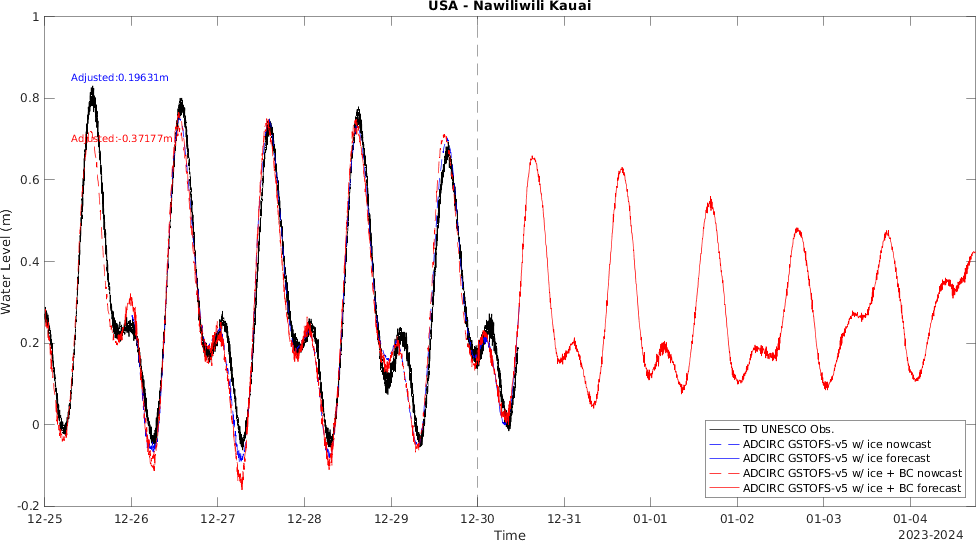 USA - Nawiliwili Kauai
1
0.8
0.6
0.4
0.2
0
-0.2
Water Level (m)
Adjusted:0.19631m
Adjusted:-0.37177m
TD UNESCO Obs.
ADCIRC GSTOFS-v5 w/ ice nowcast
ADCIRC GSTOFS-v5 w/ ice forecast
ADCIRC GSTOFS-v5 w/ ice + BC nowcast
ADCIRC GSTOFS-v5 w/ ice + BC forecast
12-25 12-26 12-27 12-28 12-29 12-30 12-31 01-01 01-02 01-03 01-04
Time
2023-2024